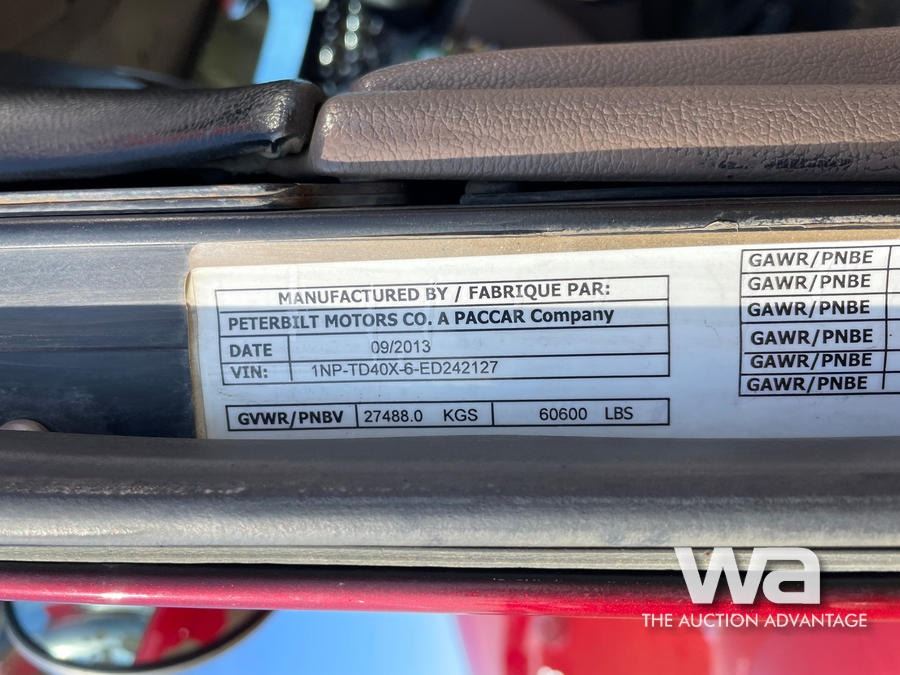 MANUFACTURED BY / FABRIQUE PAR:
PETERBILT MOTORS CO. A PACCAR Company
DATE 09/2013
VIN: 1NP-TD40X-6-ED242127
GVWR/PNBV 27488.0 KGS 60600 LBS
GAWR/PNBE
GAWR/PNBE
GAWR/PNBE
GAWR/PNBE
GAWR/PNBE
GAWR/PNBE
wa
THE AUCTION ADVANTAGE